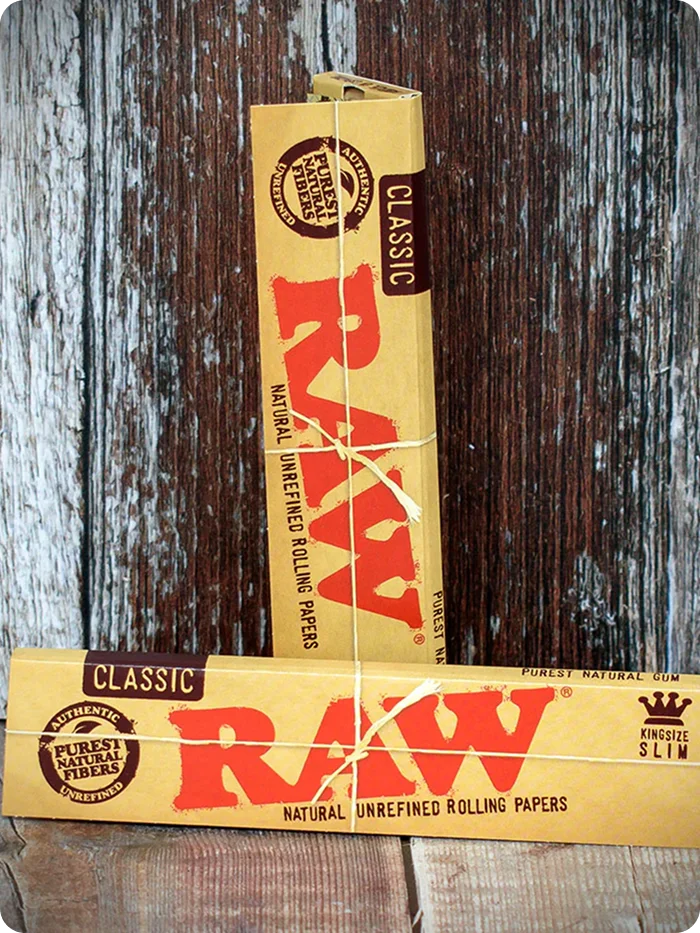 AUTHENTIC
PUREST
NATURAL
FIBERS
UNREFINED
CLASSIC
RAW
NATURAL UNREFINED ROLLING PAPERS
PUREST NA
CLASSIC
PUREST NATURAL GUM
AUTHENTIC
PUREST
NATURAL
FIBERS
UNREFINED
RAW®
KINGSIZE
SLIM
NATURAL UNREFINED ROLLING PAPERS